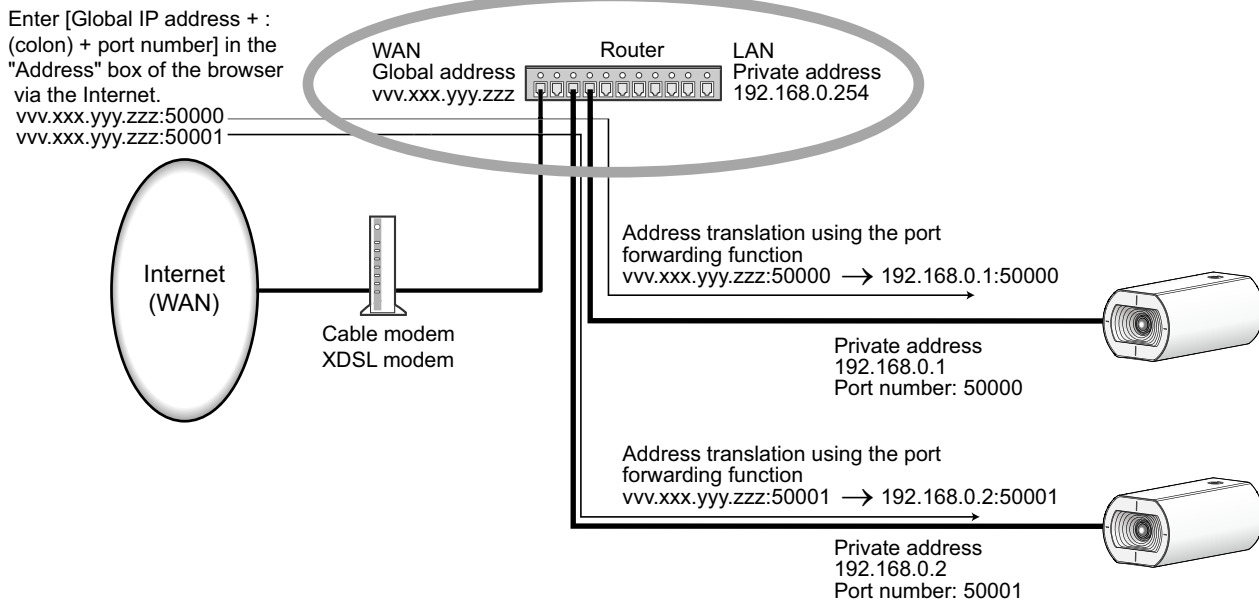 Enter [Global IP address + :
(colon) + port number] in the
"Address" box of the browser
via the Internet.
vvv.xxx.yyy.zzz:50000
vvv.xxx.yyy.zzz:50001
WAN
Global address
vvv.xxx.yyy.zzz
Router
LAN
Private address
192.168.0.254
Internet
(WAN)
Cable modem
XDSL modem
Address translation using the port
forwarding function
vvv.xxx.yyy.zzz:50000 → 192.168.0.1:50000
Private address
192.168.0.1
Port number: 50000
Address translation using the port
forwarding function
vvv.xxx.yyy.zzz:50001 → 192.168.0.2:50001
Private address
192.168.0.2
Port number: 50001